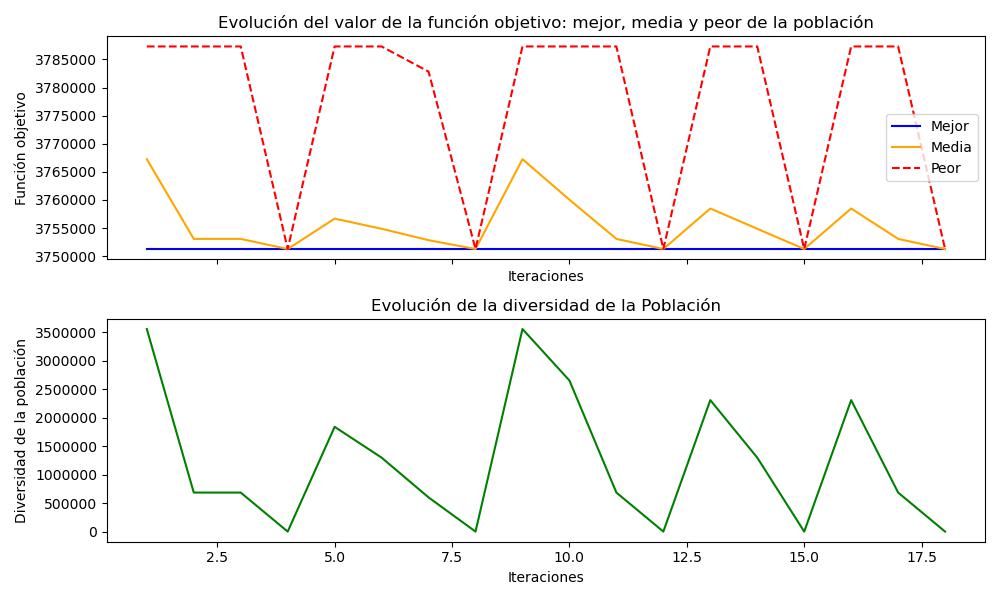 Evolución del valor de la función objetivo: mejor, media y peor de la población
3785000
3780000
3775000
3770000
3765000
3760000
3755000
3750000
Función objetivo
Mejor
Media
Peor
Iteraciones
Evolución de la diversidad de la Población
3500000
3000000
2500000
2000000
1500000
1000000
500000
0
Diversidad de la población
2.5 5.0 7.5 10.0 12.5 15.0 17.5
Iteraciones